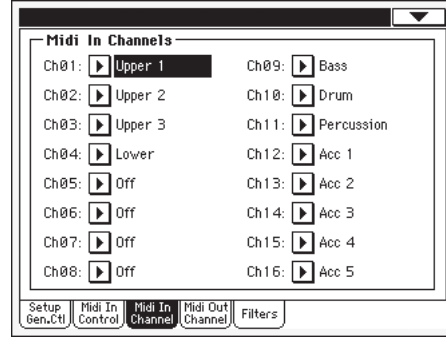 Midi In Channels
Ch01: Upper 1 Ch09: Bass
Ch02: Upper 2 Ch10: Drum
Ch03: Upper 3 Ch11: Percussion
Ch04: Lower Ch12: Acc 1
Ch05: Off Ch13: Acc 2
Ch06: Off Ch14: Acc 3
Ch07: Off Ch15: Acc 4
Ch08: Off Ch16: Acc 5
Setup Gen.Ctl Midi In Control Midi In Channel Midi Out Channel Filters